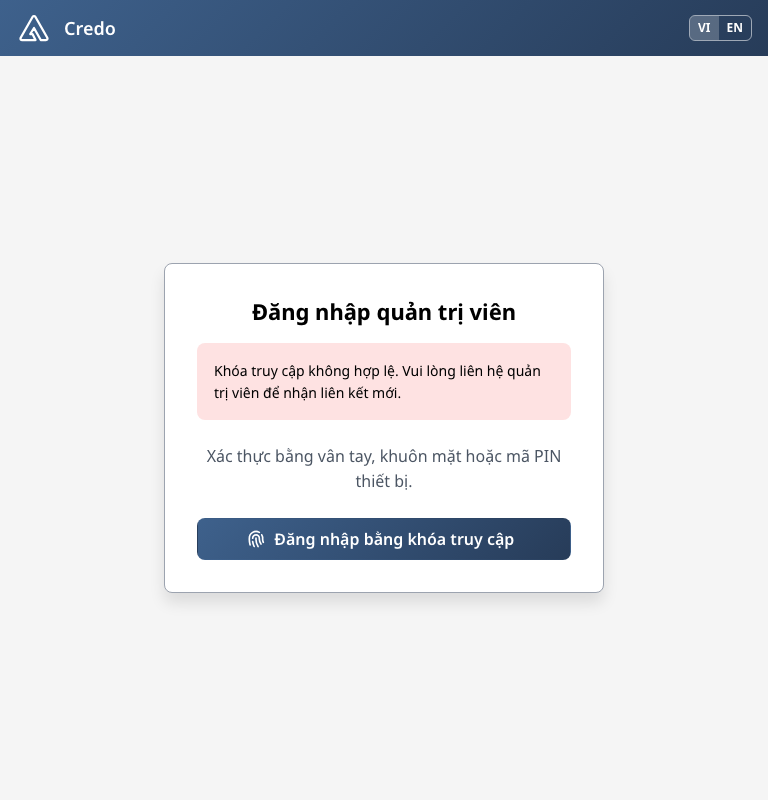 Credo
VI EN
Đăng nhập quản trị viên
Khóa truy cập không hợp lệ. Vui lòng liên hệ quản
trị viên để nhận liên kết mới.
Xác thực bằng vân tay, khuôn mặt hoặc mã PIN
thiết bị.
Đăng nhập bằng khóa truy cập